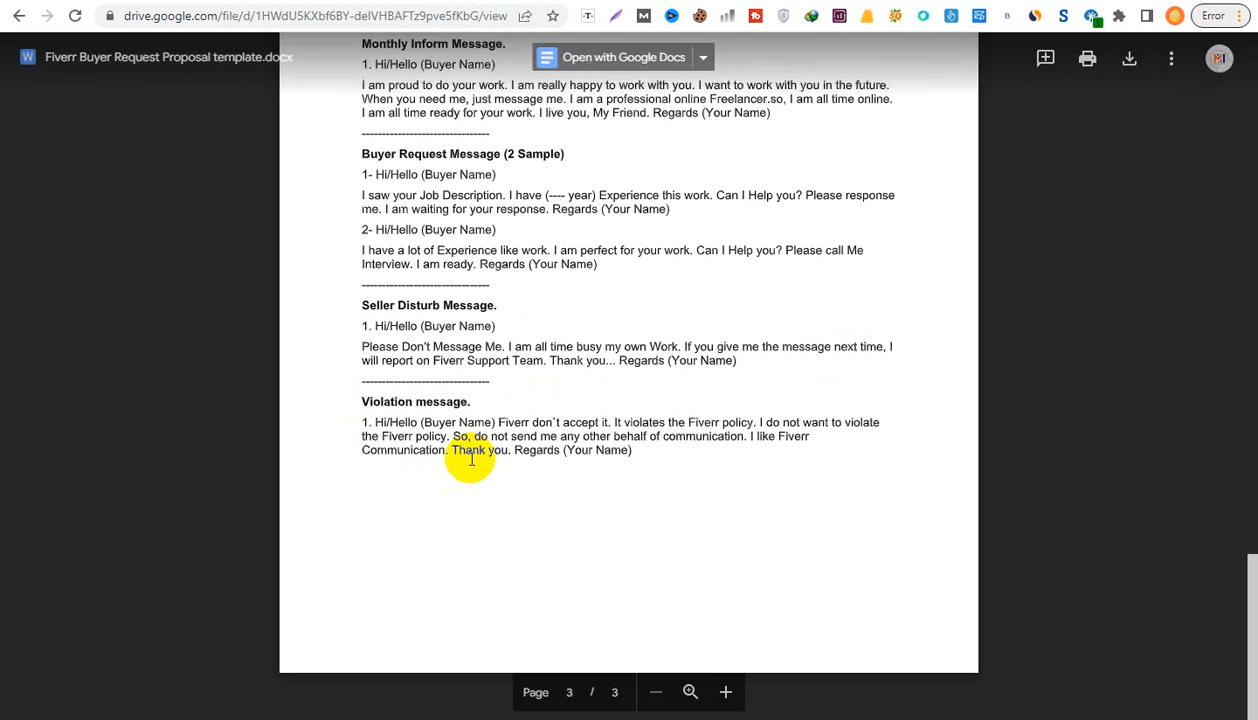 drive.google.com/file/d/1HWdU5KXbf6BY-delVHBAFTz9pve5fKbG/view
Error
Fiverr Buyer Request Proposal template.docx
Open with Google Docs
Monthly Inform Message.
1. Hi/Hello (Buyer Name)
I am proud to do your work. I am really happy to work with you. I want to work with you in the future.
When you need me, just message me. I am a professional online Freelancer.so, I am all time online.
I am all time ready for your work. I live you, My Friend. Regards (Your Name)
--------------------------------
Buyer Request Message (2 Sample)
1- Hi/Hello (Buyer Name)
I saw your Job Description. I have (---- year) Experience this work. Can I Help you? Please response
me. I am waiting for your response. Regards (Your Name)
2- Hi/Hello (Buyer Name)
I have a lot of Experience like work. I am perfect for your work. Can I Help you? Please call Me
Interview. I am ready. Regards (Your Name)
--------------------------------
Seller Disturb Message.
1. Hi/Hello (Buyer Name)
Please Don't Message Me. I am all time busy my own Work. If you give me the message next time, I
will report on Fiverr Support Team. Thank you... Regards (Your Name)
--------------------------------
Violation message.
1. Hi/Hello (Buyer Name) Fiverr don`t accept it. It violates the Fiverr policy. I do not want to violate
the Fiverr policy. So, do not send me any other behalf of communication. I like Fiverr
Communication. Thank you. Regards (Your Name)
Page 3 / 3